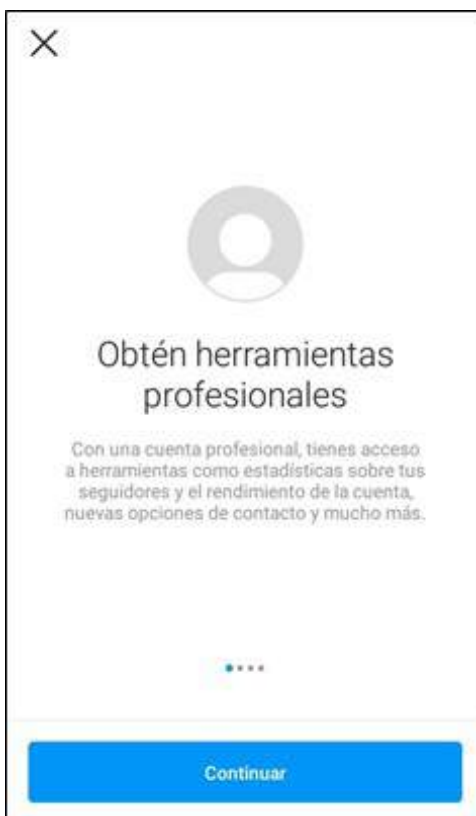 Obtén herramientas
profesionales
Con una cuenta profesional, tienes acceso
a herramientas como estadísticas sobre tus
seguidores y el rendimiento de la cuenta,
nuevas opciones de contacto y mucho más.
Continuar